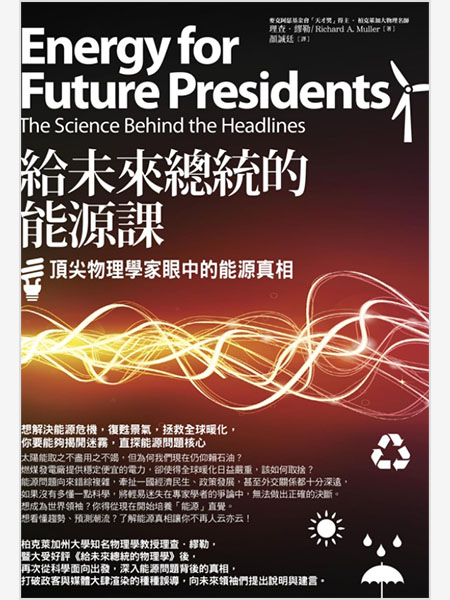 麥克阿瑟基金會「天才獎」得主‧柏克萊加大物理名師
理查‧繆勒/Richard A. Muller [著]
顏誠廷 [譯]
Energy for
Future Presidents
The Science Behind the Headlines
給未來總統的
能源課
頂尖物理學家眼中的能源真相
想解決能源危機,復甦景氣,拯救全球暖化,
你要能夠揭開迷霧,直探能源問題核心
太陽能取之不盡用之不竭,但為何我們現在仍仰賴石油?
燃煤發電廠提供穩定便宜的電力,卻使得全球暖化日益嚴重,該如何取捨?
能源問題向來錯綜複雜,牽扯一國經濟民生、政策發展,甚至外交關係都十分深遠,
如果沒有多懂一點科學,將輕易迷失在專家學者的爭論中,無法做出正確的決斷。
想成為世界領袖?你得從現在開始培養「能源」直覺。
想看懂趨勢、預測潮流?了解能源真相讓你不再人云亦云!
柏克萊加州大學知名物理學教授理查‧繆勒,
暨大受好評《給未來總統的物理學》後,
再次從科學面向出發,深入能源問題背後的真相,
打破政客與媒體大肆渲染的種種誤導,向未來領袖們提出說明與建言。